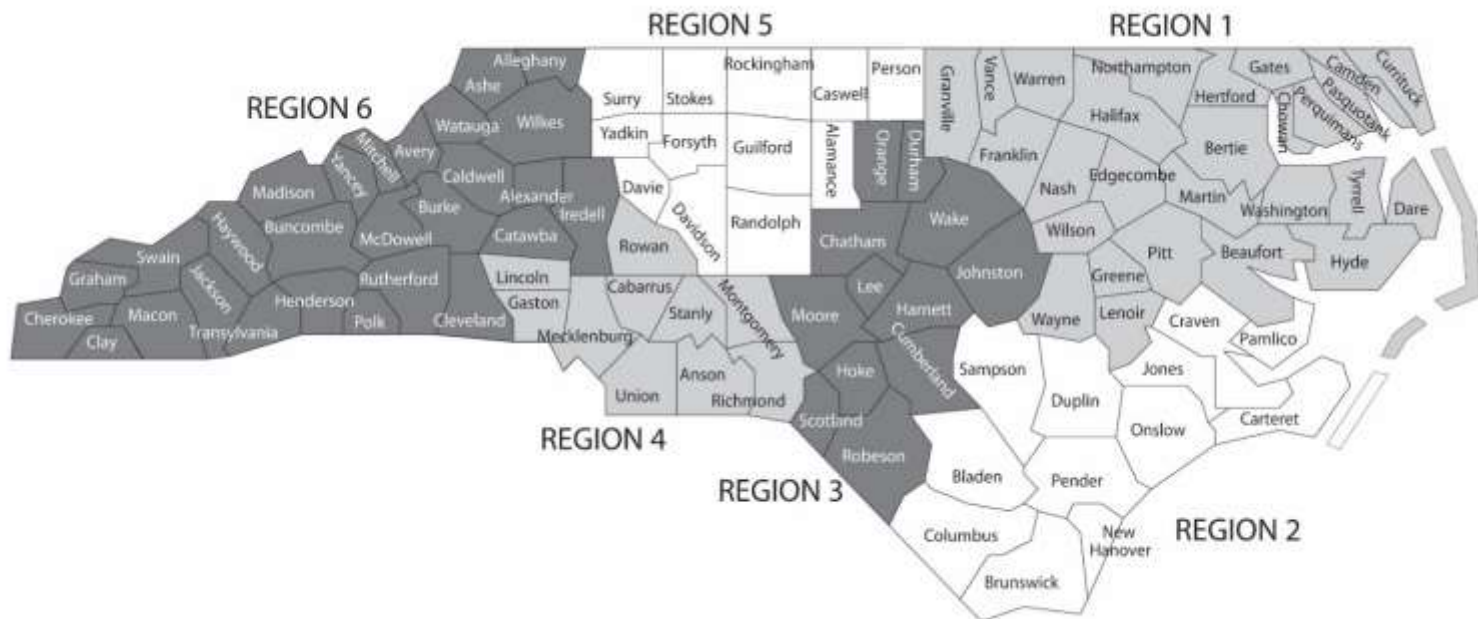 REGION 5
REGION 1
REGION 6
REGION 4
REGION 3
REGION 2
Alleghany
Ashe
Surry
Stokes
Rockingham
Caswell
Person
Granville
Vance
Warren
Northampton
Gates
Camden
Currituck
Pasquotank
Perquimans
Chowan
Hertford
Halifax
Bertie
Watauga
Wilkes
Yadkin
Forsyth
Guilford
Alamance
Orange
Durham
Franklin
Nash
Edgecombe
Martin
Washington
Tyrrell
Dare
Mitchell
Avery
Yancey
Caldwell
Alexander
Iredell
Davie
Davidson
Randolph
Madison
Burke
Buncombe
McDowell
Catawba
Rowan
Chatham
Wake
Wilson
Pitt
Beaufort
Hyde
Haywood
Swain
Graham
Jackson
Rutherford
Lincoln
Gaston
Cabarrus
Stanly
Montgomery
Moore
Lee
Harnett
Johnston
Wayne
Greene
Lenoir
Craven
Pamlico
Cherokee
Macon
Clay
Transylvania
Henderson
Polk
Cleveland
Mecklenburg
Union
Anson
Richmond
Hoke
Cumberland
Scotland
Robeson
Sampson
Duplin
Jones
Onslow
Carteret
Bladen
Pender
Columbus
New
Hanover
Brunswick